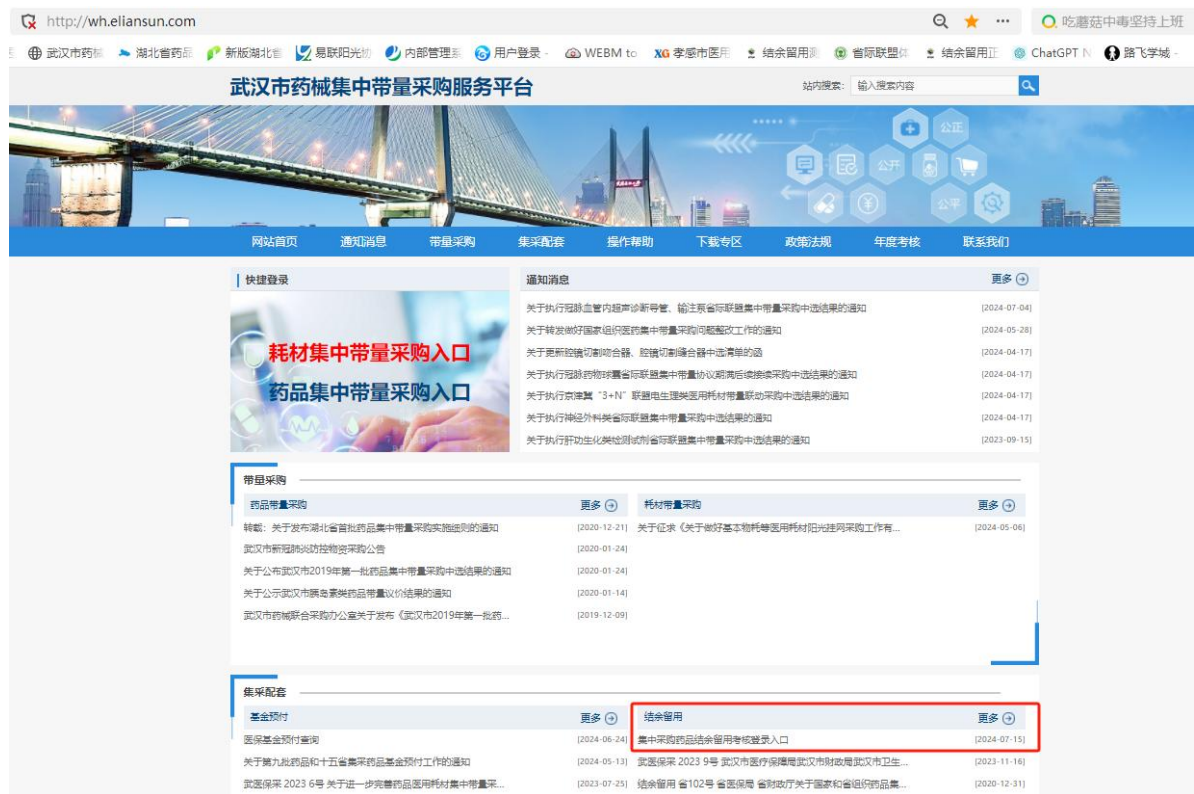 http://wh.eliansun.com
吃蘑菇中毒坚持上班
武汉市药械 湖北省药品 新版湖北省 易联阳光协 内部管理系 用户登录 - WEBM to XG 孝感市医用 结余留用测 省际联盟体 结余留用正 ChatGPT N 路飞学城 -
武汉市药械集中带量采购服务平台
站内搜索: 输入搜索内容
公正
公开
公平
网站首页 通知消息 带量采购 集采配套 操作帮助 下载专区 政策法规 年度考核 联系我们
快捷登录
耗材集中带量采购入口
药品集中带量采购入口
通知消息 更多
关于执行冠脉血管内超声诊断导管、输注泵省际联盟集中带量采购中选结果的通知 [2024-07-04]
关于转发做好国家组织医药集中带量采购问题整改工作的通知 [2024-05-28]
关于更新腔镜切割吻合器、腔镜切割缝合器中选清单的函 [2024-04-17]
关于执行冠脉药物球囊省际联盟集中带量协议期满后续接续采购中选结果的通知 [2024-04-17]
关于执行京津冀“3+N”联盟电生理类医用耗材带量联动采购中选结果的通知 [2024-04-17]
关于执行神经外科类省际联盟集中带量采购中选结果的通知 [2024-04-17]
关于执行肝功生化类检测试剂省际联盟集中带量采购中选结果的通知 [2023-09-15]
带量采购
药品带量采购 更多
转载：关于发布湖北省首批药品集中带量采购实施细则的通知 [2020-12-21]
武汉市新冠肺炎防控物资采购公告 [2020-01-24]
关于公布武汉市2019年第一批药品集中带量采购中选结果的通知 [2020-01-24]
关于公示武汉市胰岛素类药品带量议价结果的通知 [2020-01-14]
武汉市药械联合采购办公室关于发布《武汉市2019年第一批药... [2019-12-09]
耗材带量采购 更多
关于征求《关于做好基本物耗等医用耗材阳光挂网采购工作有... [2024-05-06]
集采配套
基金预付 更多
医保基金预付查询 [2024-06-24]
关于第九批药品和十五省集采药品基金预付工作的通知 [2024-05-13]
武医保采 2023 6号 关于进一步完善药品医用耗材集中带量采... [2023-07-25]
结余留用 更多
集中采购药品结余留用考核登录入口 [2024-07-15]
武医保采 2023 9号 武汉市医疗保障局武汉市财政局武汉市卫生... [2023-11-16]
结余留用 省102号 省医保局 省财政厅关于国家和省组织药品集... [2020-12-31]